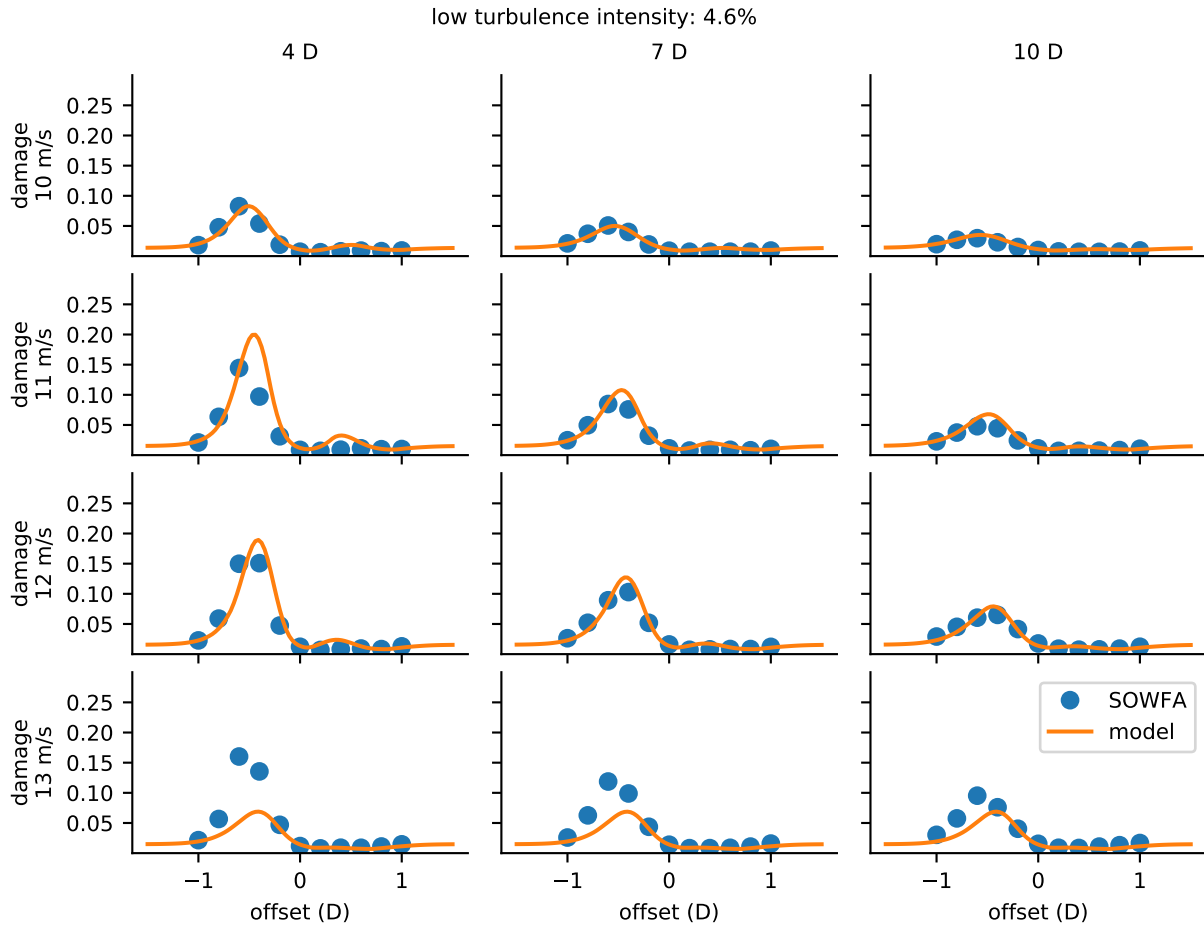 low turbulence intensity: 4.6%
4 D 7 D 10 D
damage
10 m/s
0.25
0.20
0.15
0.10
0.05
damage
11 m/s
0.25
0.20
0.15
0.10
0.05
damage
12 m/s
0.25
0.20
0.15
0.10
0.05
damage
13 m/s
0.25
0.20
0.15
0.10
0.05
SOWFA
model
−1 0 1 −1 0 1 −1 0 1
offset (D) offset (D) offset (D)